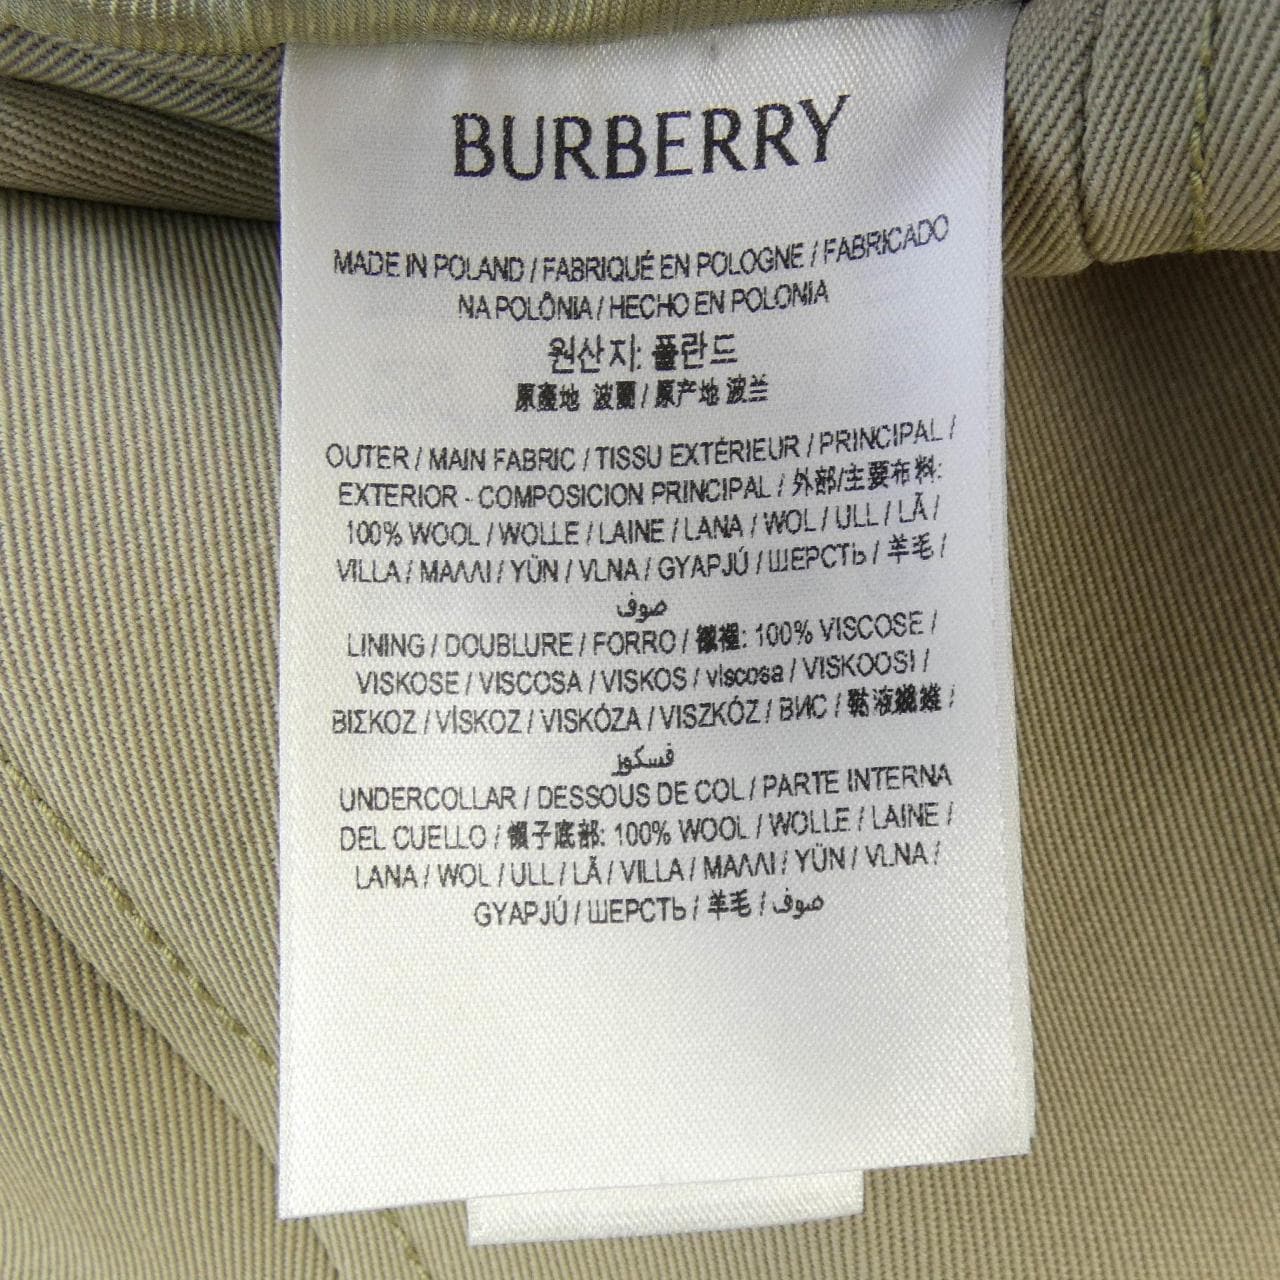 BURBERRY
MADE IN POLAND / FABRIQUÉ EN POLOGNE / FABRICADO
NA POLÔNIA / HECHO EN POLONIA
원산지: 폴란드
原產地 波蘭 / 原产地 波兰
OUTER / MAIN FABRIC / TISSU EXTÉRIEUR / PRINCIPAL /
EXTERIOR - COMPOSICION PRINCIPAL / 外部/主要布料:
100% WOOL / WOLLE / LAINE / LANA / WOL / ULL / LÃ /
VILLA / ΜΑΛΛΙ / YÜN / VLNA / GYAPJÚ / ШЕРСТЬ / 羊毛 /
صوف
LINING / DOUBLURE / FORRO / 襯裡: 100% VISCOSE /
VISKOSE / VISCOSA / VISKOS / viscosa / VISKOOSI /
ΒΙΣΚΟΖ / VİSKOZ / VISKÓZA / VISZKÓZ / ВИС / 黏液纖維 /
فسكوز
UNDERCOLLAR / DESSOUS DE COL / PARTE INTERNA
DEL CUELLO / 領子底部: 100% WOOL / WOLLE / LAINE /
LANA / WOL / ULL / LÃ / VILLA / ΜΑΛΛΙ / YÜN / VLNA /
GYAPJÚ / ШЕРСТЬ / 羊毛 / صوف